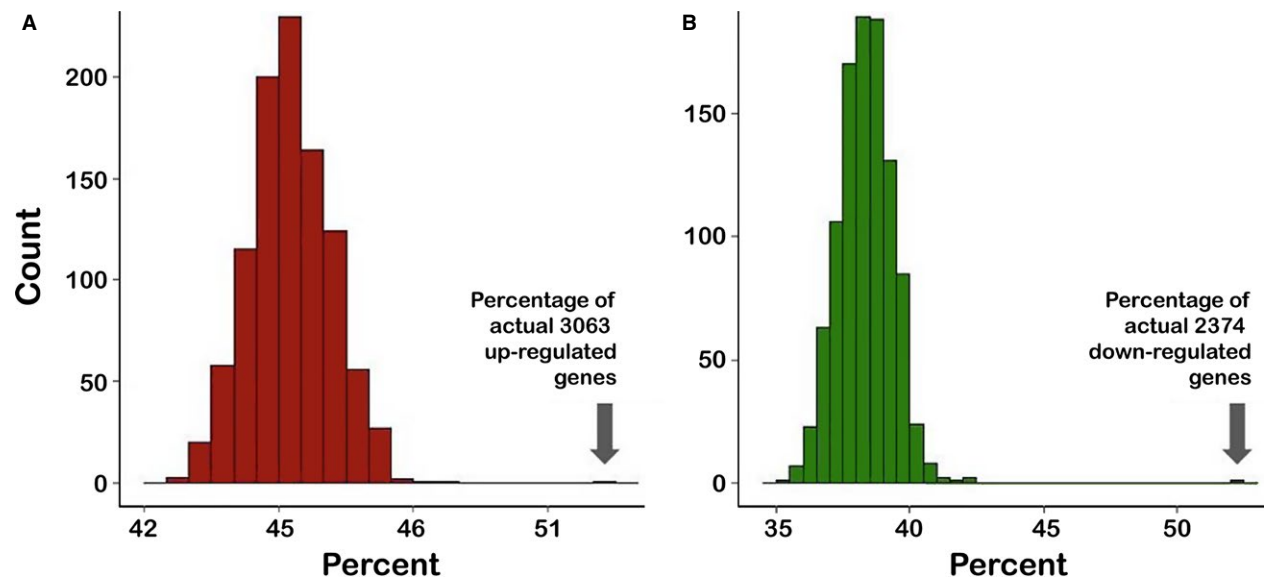 A
Count
200
150
100
50
0
Percentage of
actual 3063
up-regulated
genes
42
45
46
51
Percent
B
150
100
50
0
Percentage of
actual 2374
down-regulated
genes
35
40
45
50
Percent